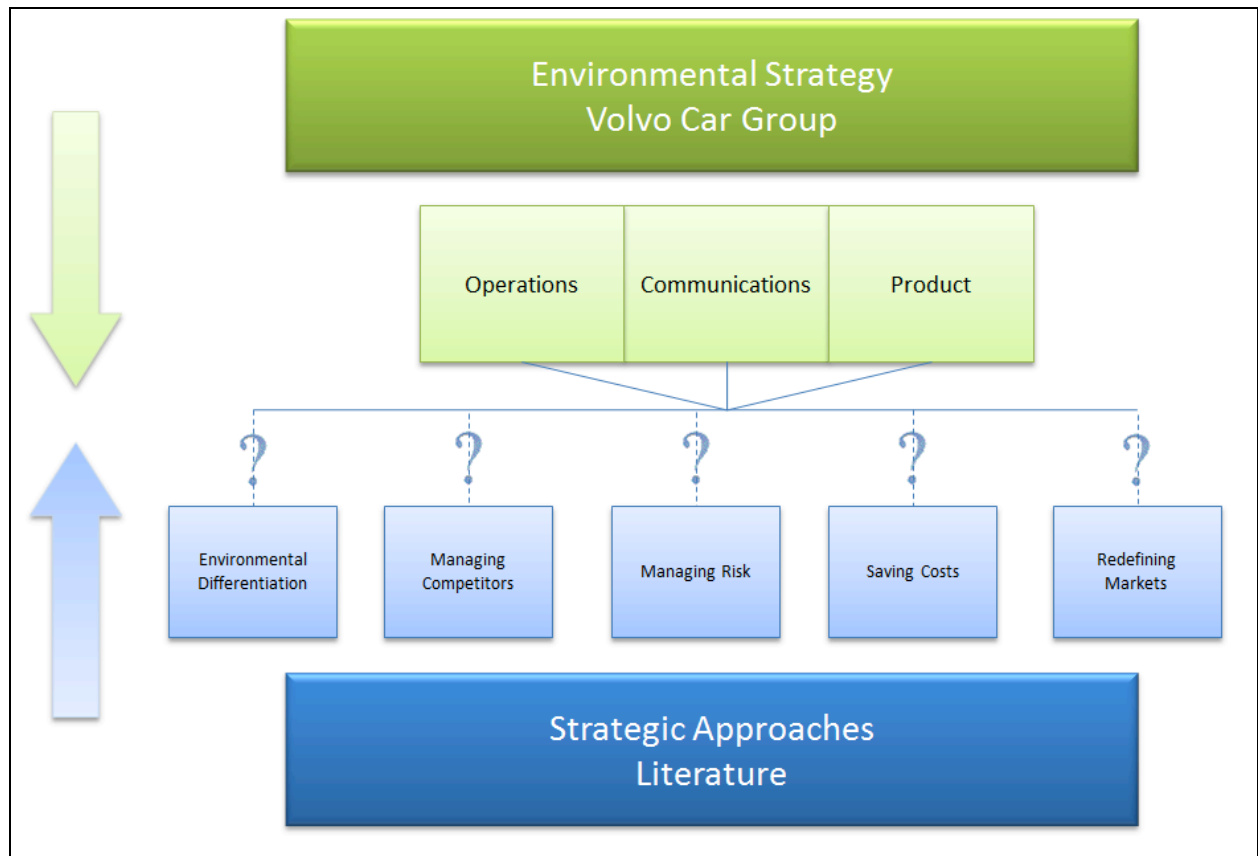 Environmental Strategy
Volvo Car Group
Operations
Communications
Product
?
?
?
?
?
Environmental
Differentiation
Managing
Competitors
Managing Risk
Saving Costs
Redefining
Markets
Strategic Approaches
Literature